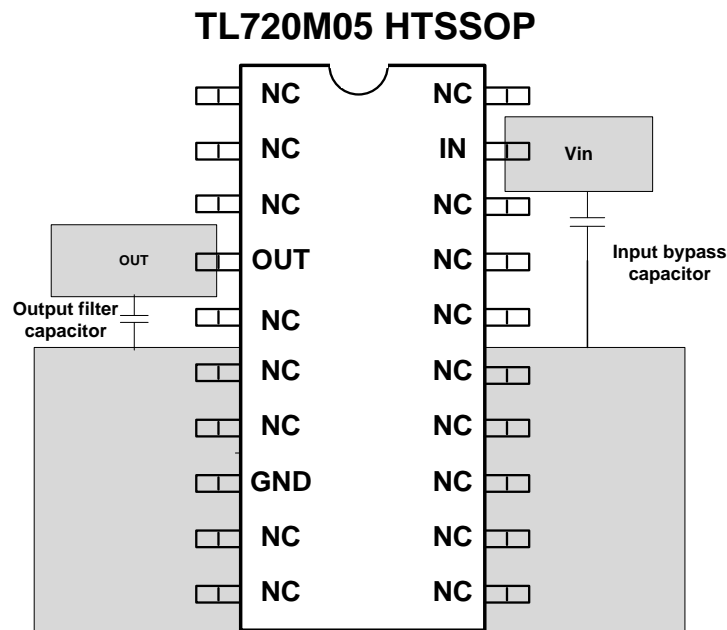 TL720M05 HTSSOP
NC NC
NC IN Vin
NC NC
OUT OUT NC
Input bypass
capacitor
Output filter
capacitor
NC NC
NC NC
NC NC
GND NC
NC NC
NC NC